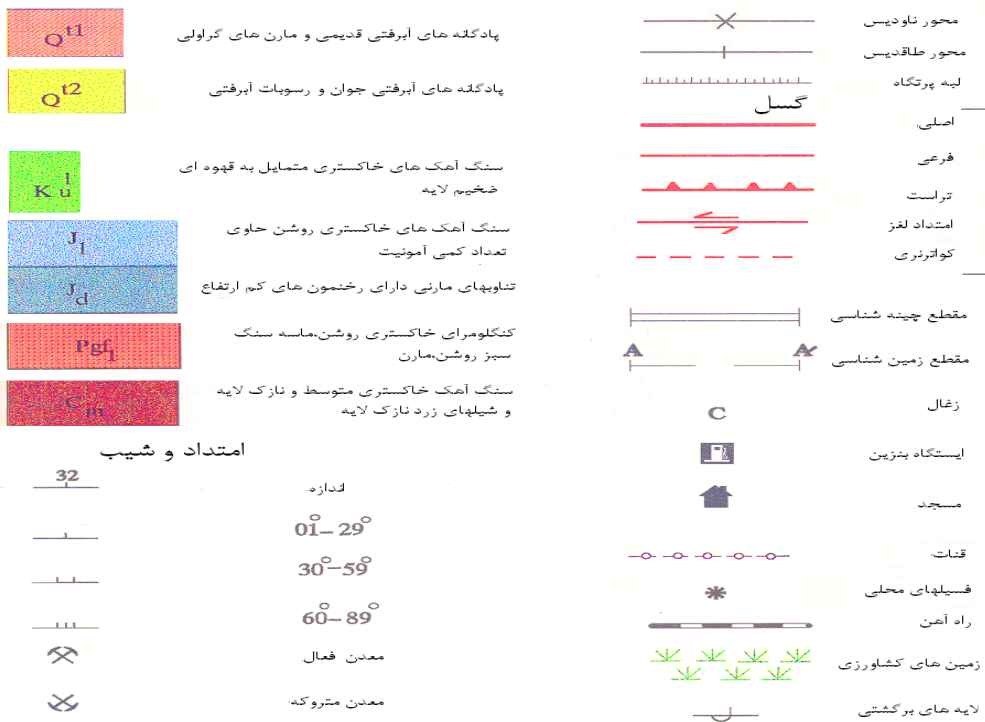 محور ناودیس
محور طاقدیس
لبه پرتگاه
گسل
اصلی
فرعی
تراست
امتداد لغز
کواترنری
مقطع چینه شناسی
A A
مقطع زمین شناسی
زغال
C
ایستگاه بنزین
مسجد
قنات
فسیلهای محلی
راه آهن
زمین های کشاورزی
لایه های برگشتی
Qt1
پادگانه های آبرفتی قدیمی و مارن های گراولی
Qt2
پادگانه های آبرفتی جوان و رسوبات آبرفتی
K u l
سنگ آهک های خاکستری متمایل به قهوه ای
ضخیم لایه
J l
سنگ آهک های خاکستری روشن حاوی
تعداد کمی آمونیت
J d
تناوبهای مارنی دارای رخنمون های کم ارتفاع
Pgf1
کنگلومرای خاکستری روشن.ماسه سنگ
سبز روشن.مارن
C m
سنگ آهک خاکستری متوسط و نازک لایه
و شیلهای زرد نازک لایه
امتداد و شیب
32
اندازه
01°–29°
30°–59°
60°–89°
معدن فعال
معدن متروکه